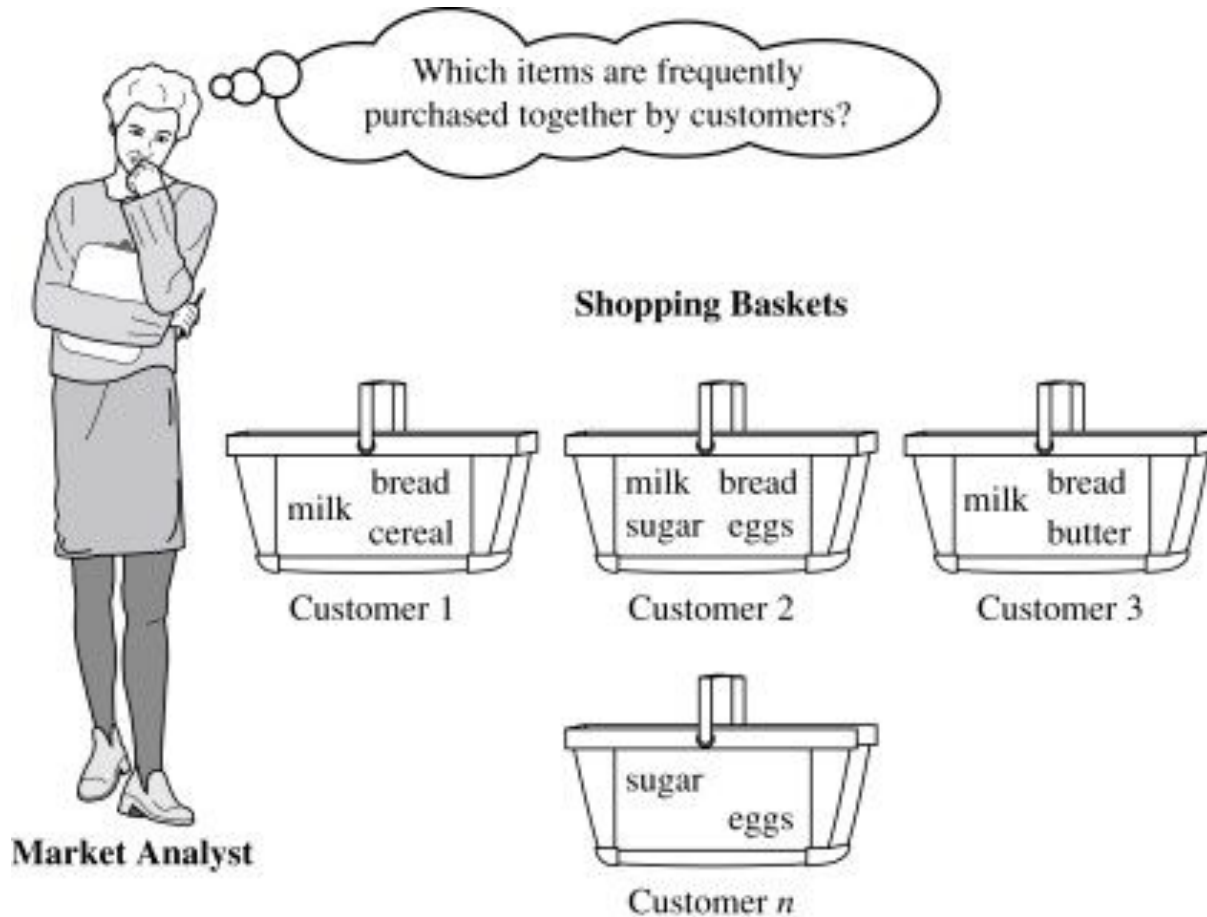 Which items are frequently
purchased together by customers?
Shopping Baskets
milk
bread
cereal
Customer 1
milk bread
sugar eggs
Customer 2
milk
bread
butter
Customer 3
sugar
eggs
Customer n
Market Analyst